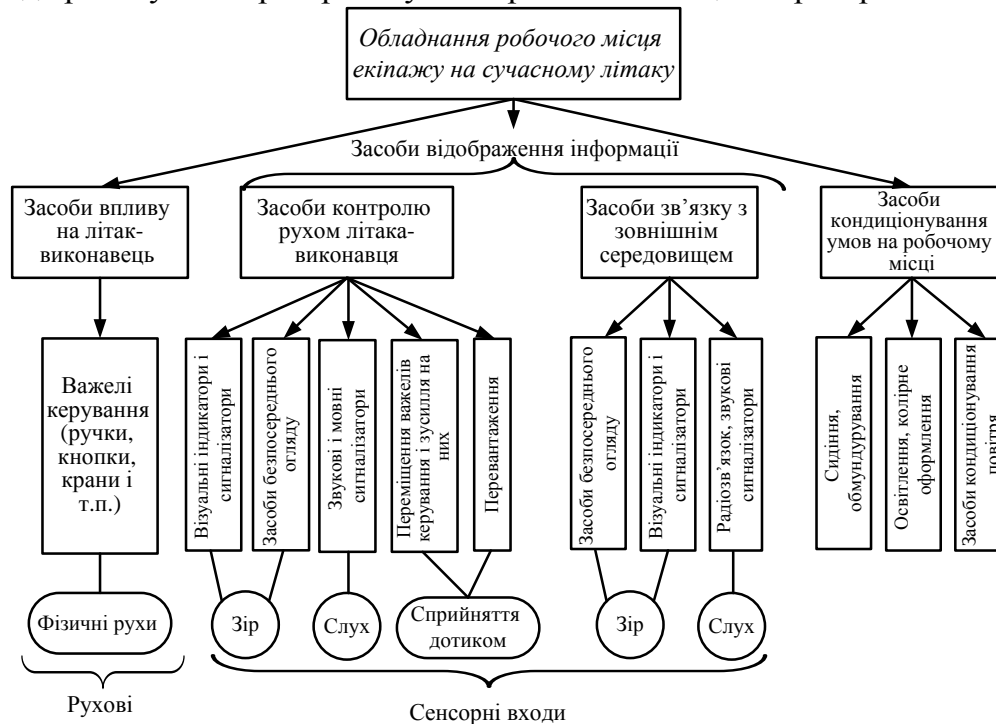 Обладнання робочого місця
екіпажу на сучасному літаку
Засоби відображення інформації
Засоби впливу
на літак-
виконавець
Засоби контролю
рухом літака-
виконавця
Засоби зв’язку з
зовнішнім
середовищем
Засоби
кондиціонування
умов на робочому
місці
Важелі
керування
(ручки,
кнопки,
крани і
т.п.)
Візуальні індикатори і
сигналізатори
Засоби безпосереднього
огляду
Звукові і мовні
сигналізатори
Переміщення важелів
керування і зусилля на
них
Перевантаження
Засоби безпосереднього
огляду
Візуальні індикатори і
сигналізатори
Радіозв’язок, звукові
сигналізатори
Сидіння,
обмундурування
Освітлення, колірне
оформлення
Засоби кондиціонування
повітря
Фізичні рухи
Зір
Слух
Сприйняття
дотиком
Зір
Слух
Рухові
Сенсорні входи